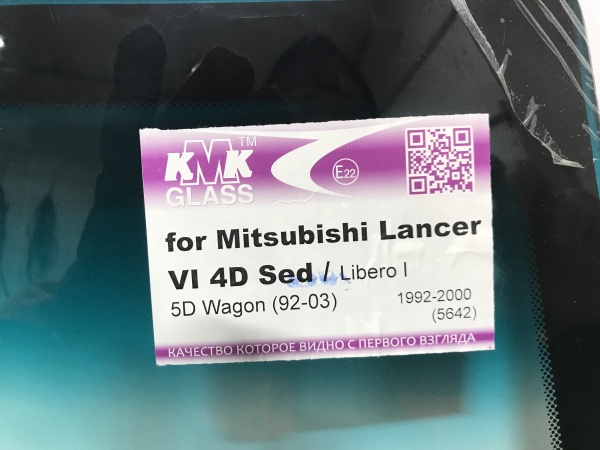 KMK™
GLASS
E22
for Mitsubishi Lancer
VI 4D Sed / Libero I
5D Wagon (92-03)
1992-2000
(5642)
КАЧЕСТВО КОТОРОЕ ВИДНО С ПЕРВОГО ВЗГЛЯДА